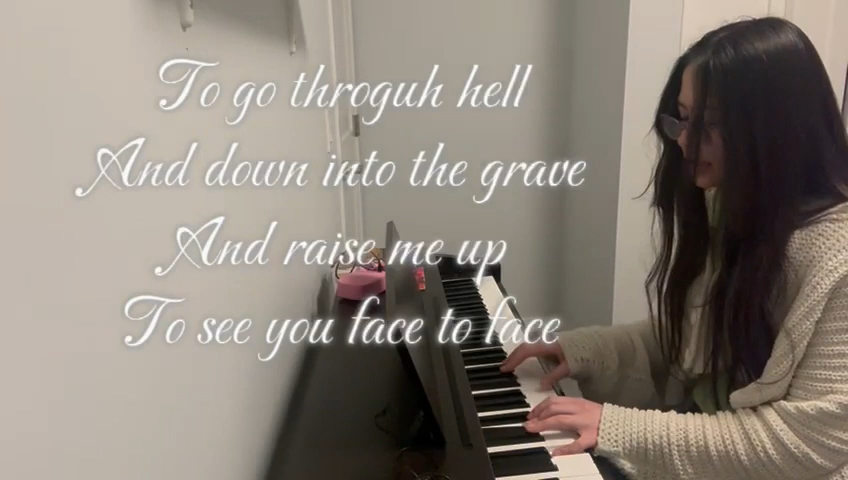 To go throguh hell
And down into the grave
And raise me up
To see you face to face